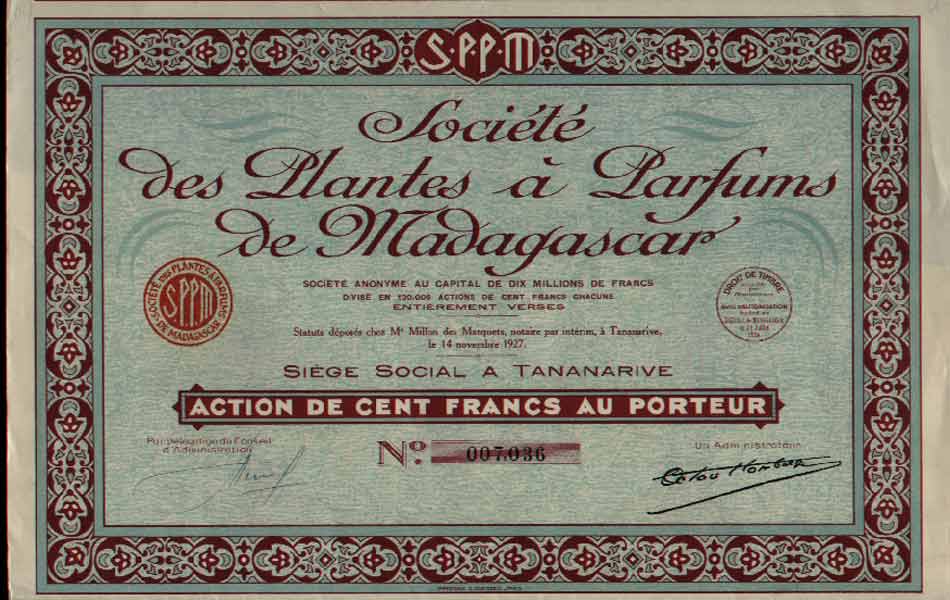 S·P·P·M
Société
des Plantes à Parfums
de Madagascar
SOCIÉTÉ ANONYME AU CAPITAL DE DIX MILLIONS DE FRANCS
DIVISÉ EN 100.000 ACTIONS DE CENT FRANCS CHACUNE
ENTIÈREMENT VERSÉS
SOCIÉTÉ DES PLANTES À PARFUMS
SPPM
DE MADAGASCAR
DROIT DE TIMBRE
Statuts déposés chez Me Millon des Marquets, notaire par intérim, à Tananarive,
le 14 novembre 1927.
SIÈGE SOCIAL A TANANARIVE
ACTION DE CENT FRANCS AU PORTEUR
Par délégation du Conseil
d'Administration
No. 007.036
Un Administrateur